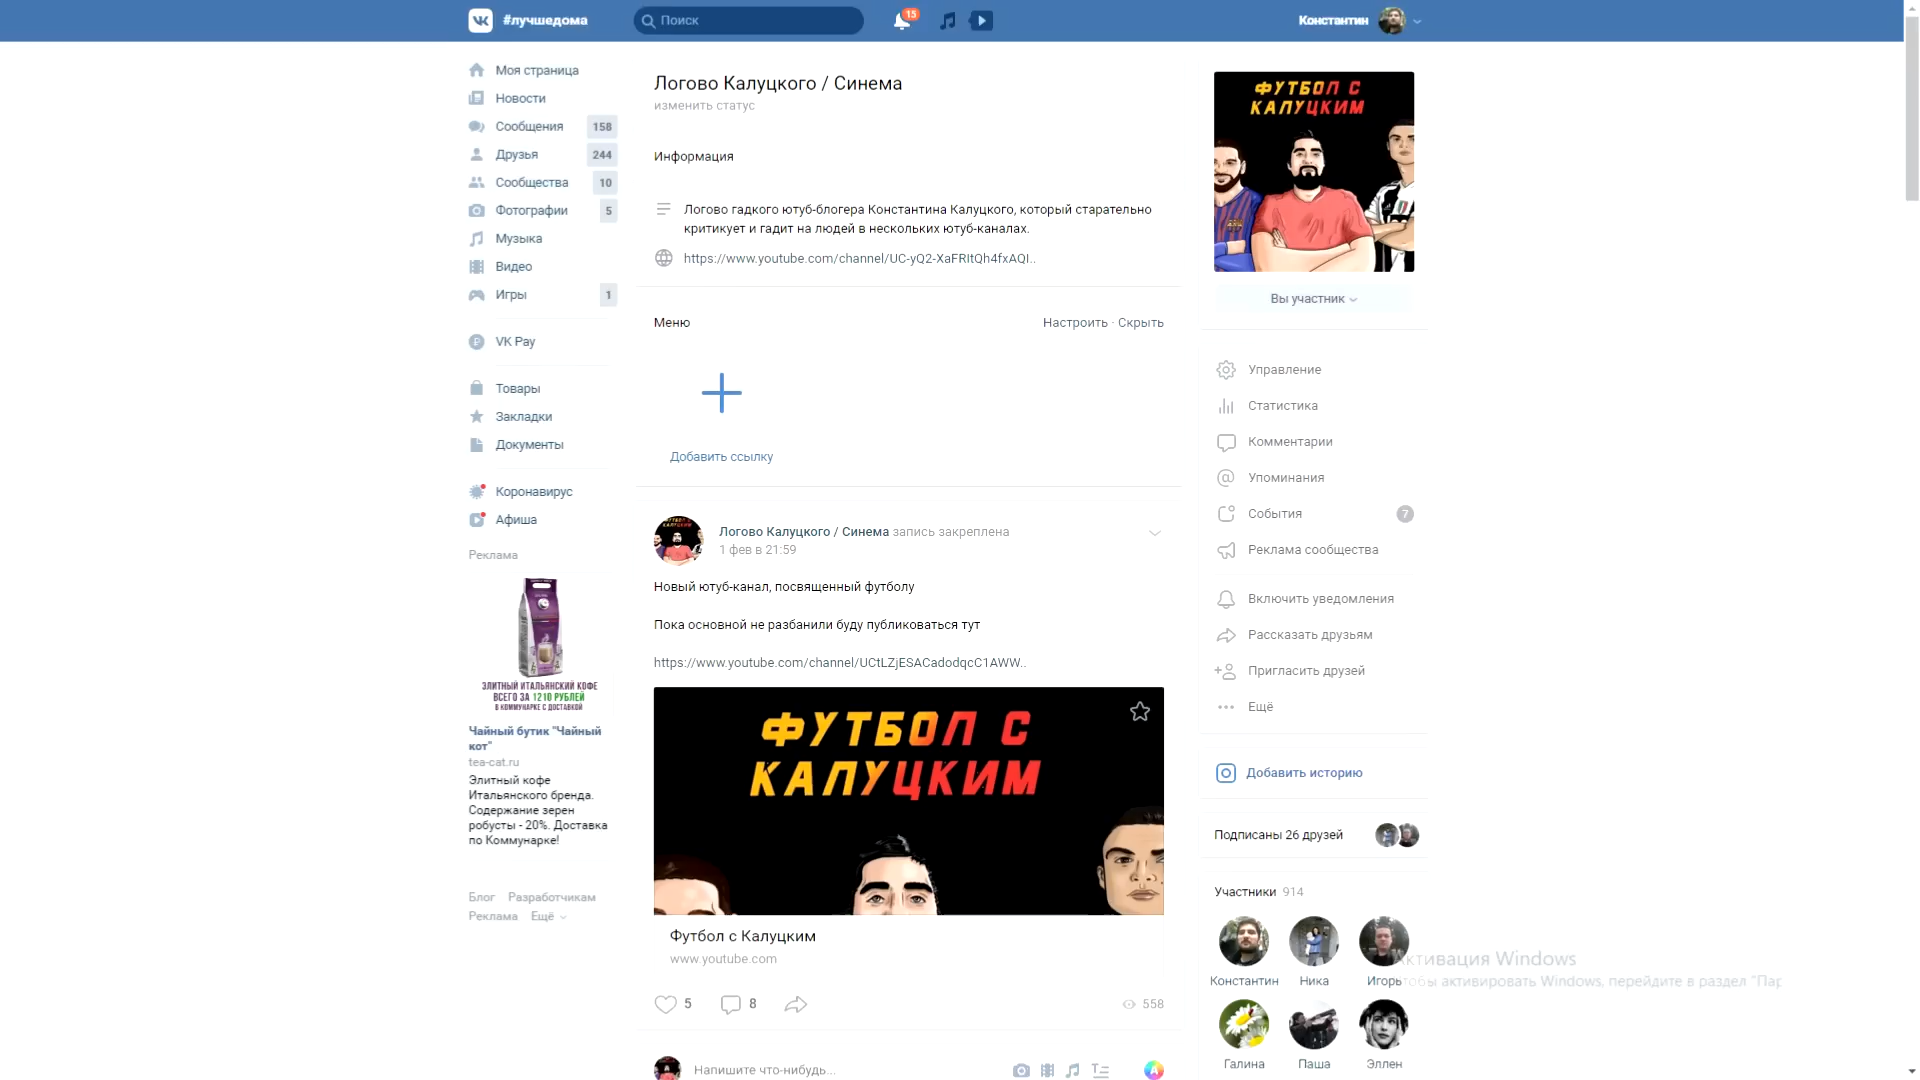 #лучшедома
Поиск
15
Константин
Моя страница
Новости
Сообщения 158
Друзья 244
Сообщества 10
Фотографии 5
Музыка
Видео
Игры 1
VK Pay
Товары
Закладки
Документы
Коронавирус
Афиша
Реклама
ЭЛИТНЫЙ ИТАЛЬЯНСКИЙ КОФЕ
ВСЕГО ЗА 1210 РУБЛЕЙ
В КОММУНАРКЕ С ДОСТАВКОЙ
Чайный бутик "Чайный
кот"
tea-cat.ru
Элитный кофе
Итальянского бренда.
Содержание зерен
робусты - 20%. Доставка
по Коммунарке!
Блог Разработчикам
Реклама Ещё
Логово Калуцкого / Синема
изменить статус
Информация
Логово гадкого ютуб-блогера Константина Калуцкого, который старательно
критикует и гадит на людей в нескольких ютуб-каналах.
https://www.youtube.com/channel/UC-yQ2-XaFRItQh4fxAQI..
Меню
Настроить · Скрыть
Добавить ссылку
Логово Калуцкого / Синема запись закреплена
1 фев в 21:59
Новый ютуб-канал, посвященный футболу
Пока основной не разбанили буду публиковаться тут
https://www.youtube.com/channel/UCtLZjESACadodqcC1AWW..
ФУТБОЛ С
КАЛУЦКИМ
Футбол с Калуцким
www.youtube.com
5 8 558
Напишите что-нибудь...
ФУТБОЛ С
КАЛУЦКИМ
Вы участник
Управление
Статистика
Комментарии
Упоминания
События 7
Реклама сообщества
Включить уведомления
Рассказать друзьям
Пригласить друзей
Ещё
Добавить историю
Подписаны 26 друзей
Участники 914
Константин Ника Игорь
Галина Паша Эллен
Активация Windows
Чтобы активировать Windows, перейдите в раздел "Пар